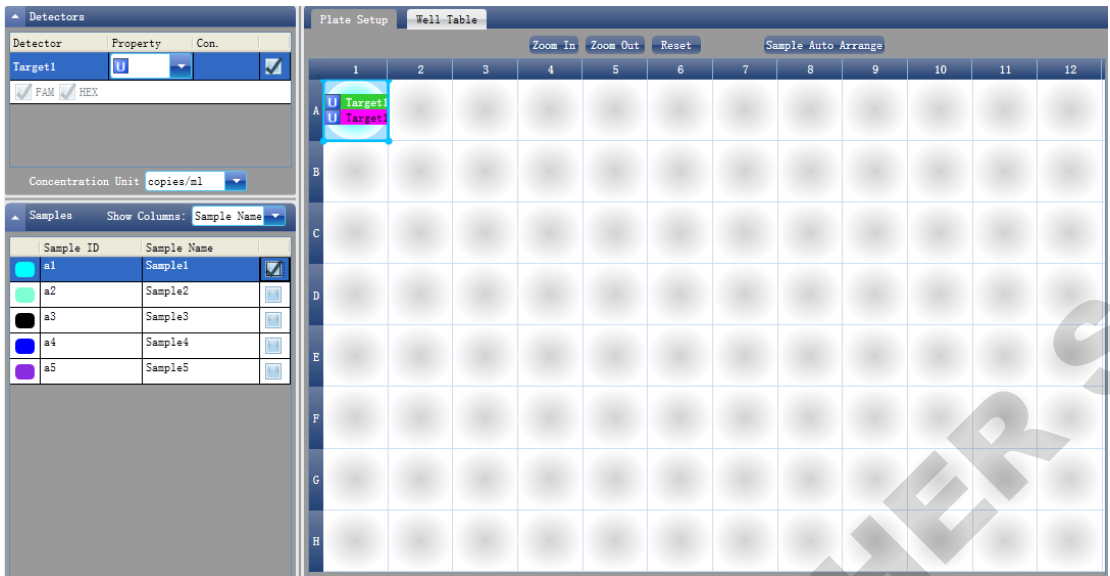 Detectors
Detector Property Con.
Target1 U
FAM HEX
Concentration Unit copies/ml
Samples Show Columns: Sample Name
Sample ID Sample Name
a1 Sample1
a2 Sample2
a3 Sample3
a4 Sample4
a5 Sample5
Plate Setup Well Table
Zoom In Zoom Out Reset Sample Auto Arrange
1 2 3 4 5 6 7 8 9 10 11 12
A
U Target1
U Target1
B
C
D
E
F
G
H
HER S